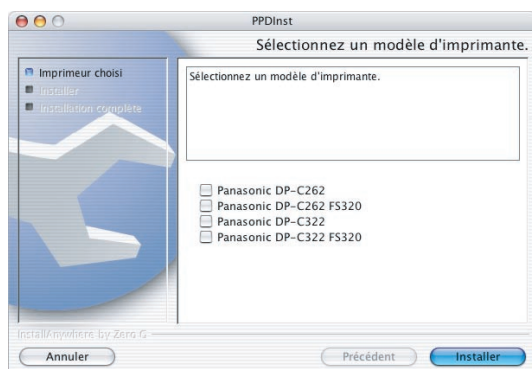 PPDInst
Sélectionnez un modèle d'imprimante.
Imprimeur choisi
Installer
Installation complète
Sélectionnez un modèle d'imprimante.
Panasonic DP-C262
Panasonic DP-C262 FS320
Panasonic DP-C322
Panasonic DP-C322 FS320
InstallAnywhere by Zero G
Annuler
Précédent
Installer